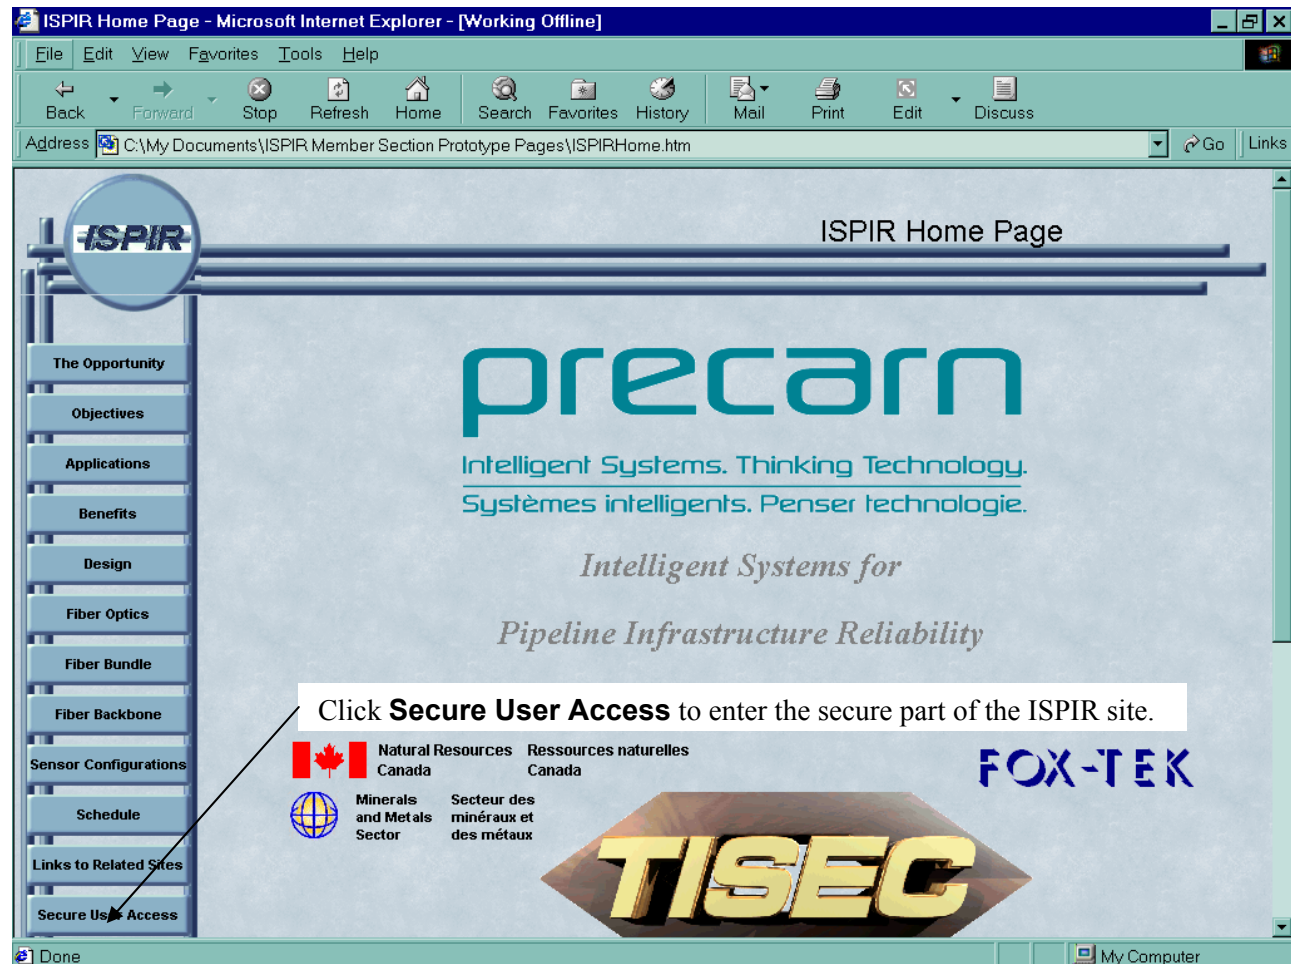 ISPIR Home Page - Microsoft Internet Explorer - [Working Offline]
File Edit View Favorites Tools Help
Back Forward Stop Refresh Home Search Favorites History Mail Print Edit Discuss
Address C:\My Documents\ISPIR Member Section Prototype Pages\ISPIRHome.htm Go Links
ISPIR
ISPIR Home Page
The Opportunity
Objectives
Applications
Benefits
Design
Fiber Optics
Fiber Bundle
Fiber Backbone
Sensor Configurations
Schedule
Links to Related Sites
Secure User Access
precarn
Intelligent Systems. Thinking Technology.
Systèmes intelligents. Penser technologie.
Intelligent Systems for
Pipeline Infrastructure Reliability
Click Secure User Access to enter the secure part of the ISPIR site.
Natural Resources Ressources naturelles
Canada Canada
Minerals Secteur des
and Metals minéraux et
Sector des métaux
FOX-TEK
TISEC
Done My Computer